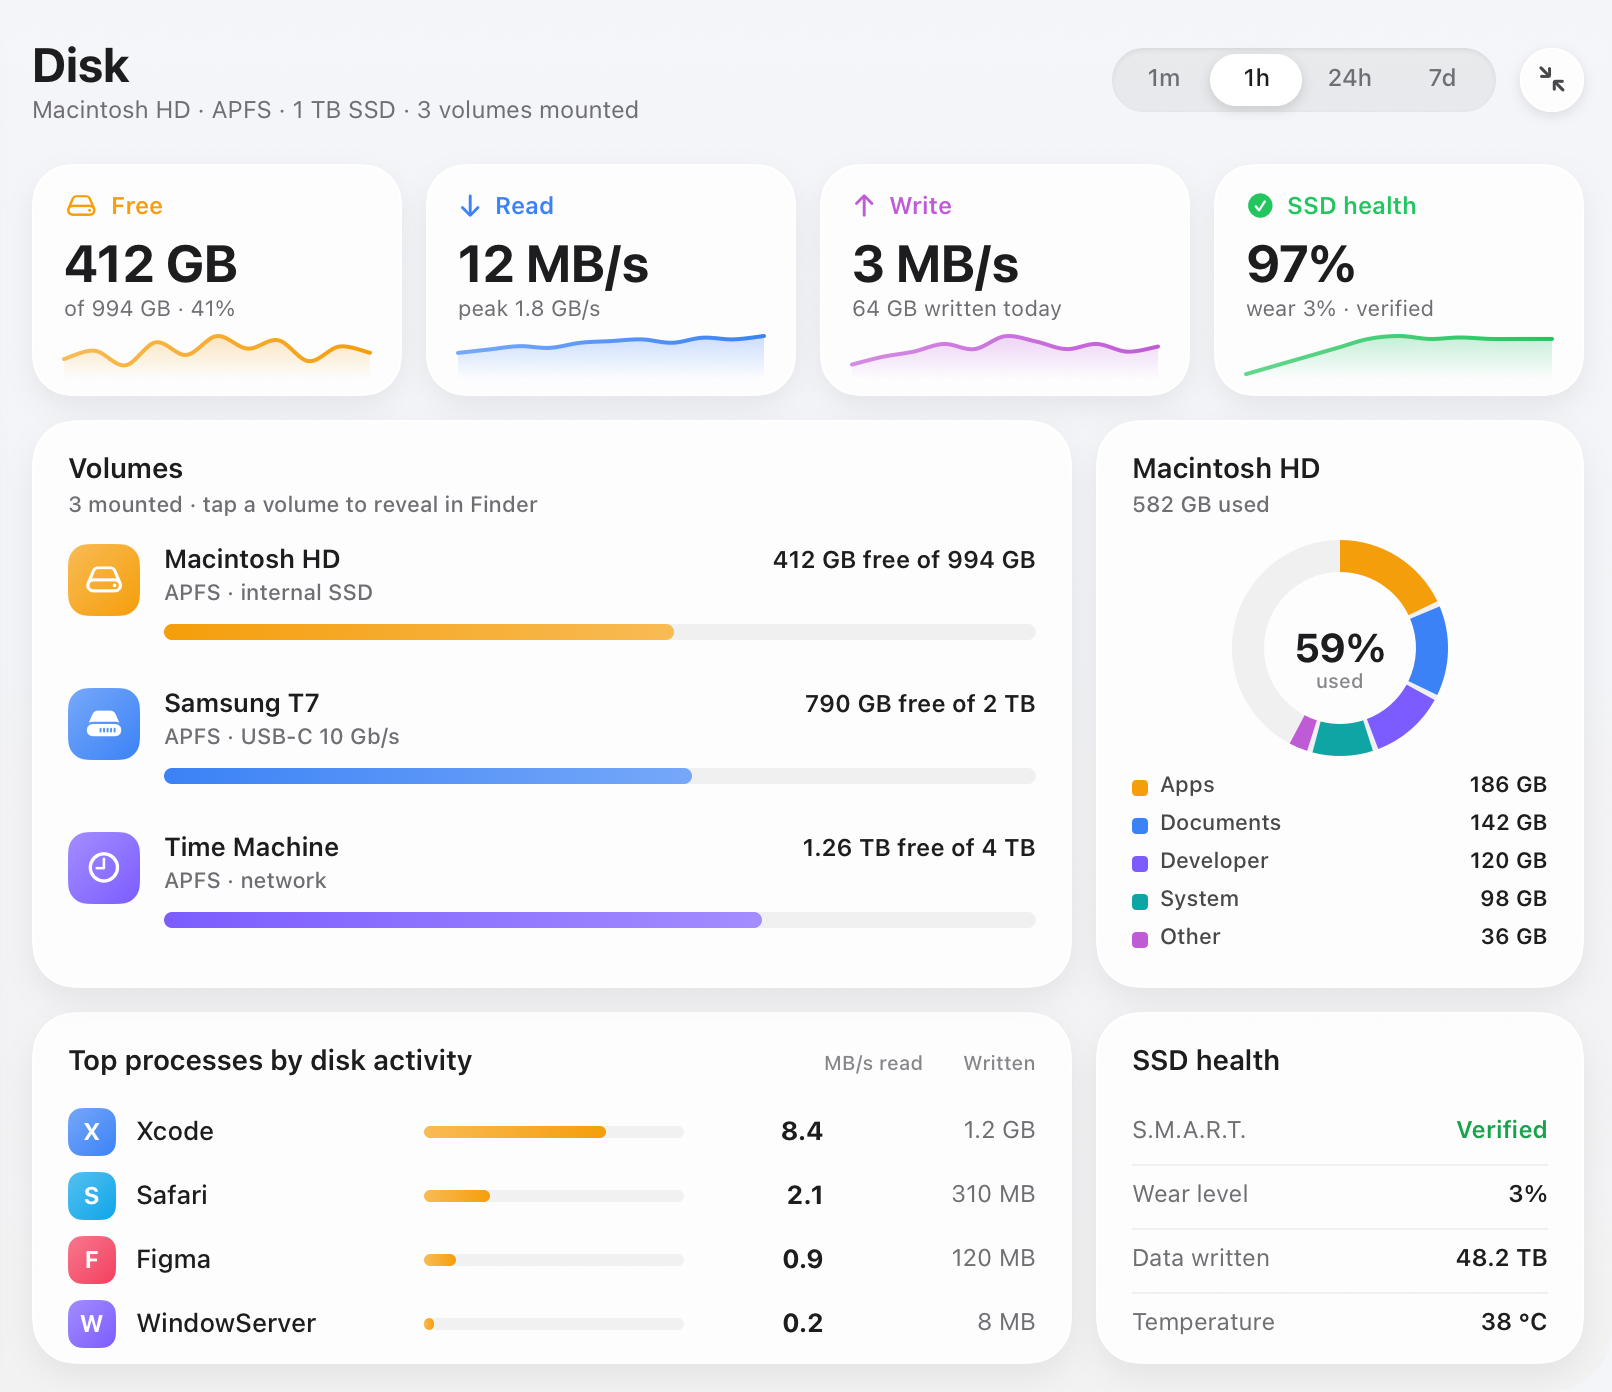 Disk
Macintosh HD · APFS · 1 TB SSD · 3 volumes mounted
1m 1h 24h 7d
Free
412 GB
of 994 GB · 41%
Read
12 MB/s
peak 1.8 GB/s
Write
3 MB/s
64 GB written today
SSD health
97%
wear 3% · verified
Volumes
3 mounted · tap a volume to reveal in Finder
Macintosh HD 412 GB free of 994 GB
APFS · internal SSD
Samsung T7 790 GB free of 2 TB
APFS · USB-C 10 Gb/s
Time Machine 1.26 TB free of 4 TB
APFS · network
Macintosh HD
582 GB used
59%
used
Apps 186 GB
Documents 142 GB
Developer 120 GB
System 98 GB
Other 36 GB
Top processes by disk activity MB/s read Written
X Xcode 8.4 1.2 GB
S Safari 2.1 310 MB
F Figma 0.9 120 MB
W WindowServer 0.2 8 MB
SSD health
S.M.A.R.T. Verified
Wear level 3%
Data written 48.2 TB
Temperature 38 °C